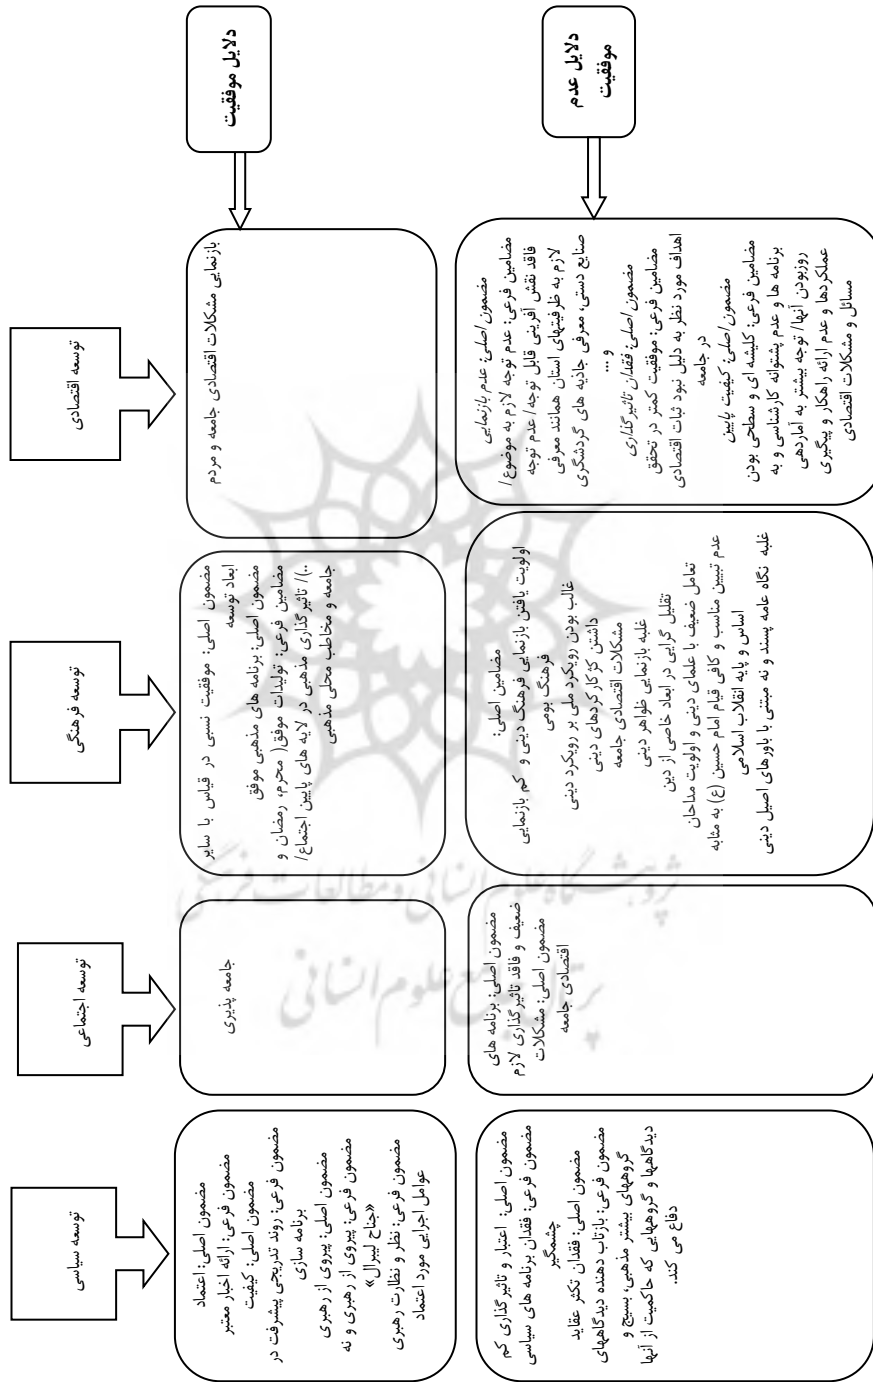 دلایل موفقیت
دلایل عدم
موفقیت
توسعه اقتصادی
بازنمایی مشکلات اقتصادی جامعه و مردم
مضمون اصلی: عدم بازنمایی
مضامین فرعی: عدم توجه لازم به موضوع/
فاقد نقش آفرینی قابل توجه/ عدم توجه
لازم به ظرفیتهای استان همانند معرفی
صنایع دستی، معرفی جاذبه های گردشگری
و ...
مضمون اصلی: فقدان تاثیرگذاری
مضامین فرعی: موفقیت کمتر در تحقق
اهداف مورد نظر به دلیل نبود ثبات اقتصادی
در جامعه
مضمون اصلی: کیفیت پایین
مضامین فرعی: کلیشه ای و سطحی بودن
برنامه ها و عدم پشتوانه کارشناسی و به
روزبودن آنها/ توجه بیشتر به آماردهی
عملکردها و عدم ارائه راهکار و پیگیری
مسائل و مشکلات اقتصادی
توسعه فرهنگی
مضمون اصلی: موفقیت نسبی در قیاس با سایر
ابعاد توسعه
مضمون اصلی: برنامه های مذهبی موفق
مضامین فرعی: تولیدات موفق( محرم، رمضان و
..)/ تاثیرگذاری مذهبی در لایه های پایین اجتماع/
جامعه و مخاطب محلی مذهبی
مضامین اصلی:
اولویت یافتن بازنمایی فرهنگ دینی و کم بازنمایی
فرهنگ بومی
غالب بودن رویکرد ملی بر رویکرد دینی
داشتن کژکارکردهای دینی
مشکلات اقتصادی جامعه
غلبه بازنمایی ظواهر دینی
تقلیل گرایی در ابعاد خاصی از دین
تعامل ضعیف با علمای دینی و اولویت مداحان
عدم تبیین مناسب و کافی قیام امام حسین (ع) به مثابه
اساس و پایه انقلاب اسلامی
غلبه نگاه عامه پسند و نه مبتنی با باورهای اصیل دینی
توسعه اجتماعی
جامعه پذیری
مضمون اصلی: برنامه های
ضعیف و فاقد تاثیرگذاری لازم
مضمون اصلی: مشکلات
اقتصادی جامعه
توسعه سیاسی
مضمون اصلی: اعتماد
مضمون فرعی: ارائه اخبار معتبر
مضمون اصلی: کیفیت
مضمون فرعی: روند تدریجی پیشرفت در
برنامه سازی
مضمون اصلی: پیروی از رهبری
مضمون فرعی: پیروی از رهبری و نه
«جناح لیبرال»
مضمون فرعی: نظر و نظارت رهبری
عوامل اجرایی مورد اعتماد
مضمون اصلی: اعتبار و تاثیرگذاری کم
مضمون فرعی: فقدان برنامه های سیاسی
چشمگیر
مضمون اصلی: فقدان تکثر عقاید
مضمون فرعی: بازتاب دهنده دیدگاههای
گروههای بیشتر مذهبی، بسیج و
دیدگاهها و گروههایی که حاکمیت از آنها
دفاع می کند.
پژوهشگاه علوم انسانی و مطالعات فرهنگی
پرتال جامع علوم انسانی